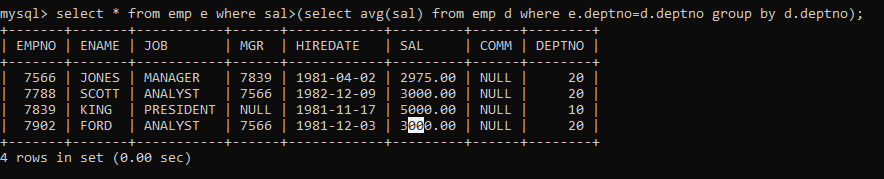 mysql> select * from emp e where sal>(select avg(sal) from emp d where e.deptno=d.deptno group by d.deptno);
+-------+-------+-----------+------+------------+---------+------+--------+
| EMPNO | ENAME | JOB       | MGR  | HIREDATE   | SAL     | COMM | DEPTNO |
+-------+-------+-----------+------+------------+---------+------+--------+
|  7566 | JONES | MANAGER   | 7839 | 1981-04-02 | 2975.00 | NULL |     20 |
|  7788 | SCOTT | ANALYST   | 7566 | 1982-12-09 | 3000.00 | NULL |     20 |
|  7839 | KING  | PRESIDENT | NULL | 1981-11-17 | 5000.00 | NULL |     10 |
|  7902 | FORD  | ANALYST   | 7566 | 1981-12-03 | 3000.00 | NULL |     20 |
+-------+-------+-----------+------+------------+---------+------+--------+
4 rows in set (0.00 sec)